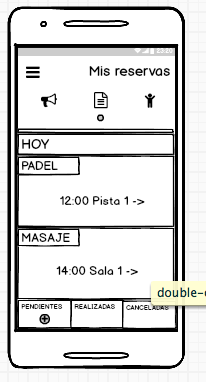 Mis reservas
HOY
PADEL
12:00 Pista 1 ->
MASAJE
14:00 Sala 1 ->
double-c
PENDIENTES REALIZADAS CANCELADAS